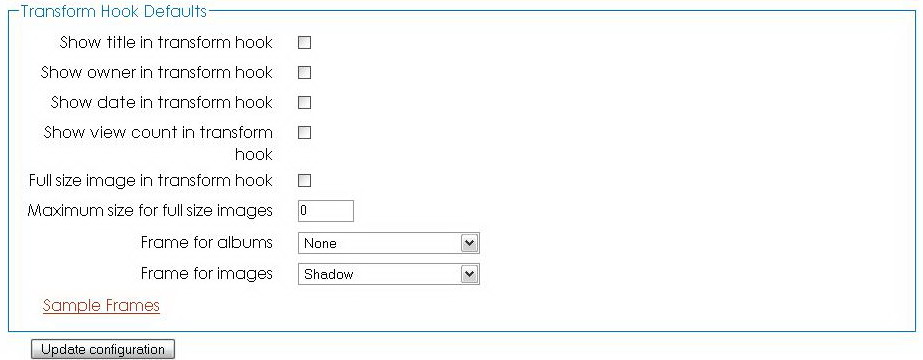 Transform Hook Defaults
Show title in transform hook
Show owner in transform hook
Show date in transform hook
Show view count in transform
hook
Full size image in transform hook
Maximum size for full size images 0
Frame for albums None
Frame for images Shadow
Sample Frames
Update configuration